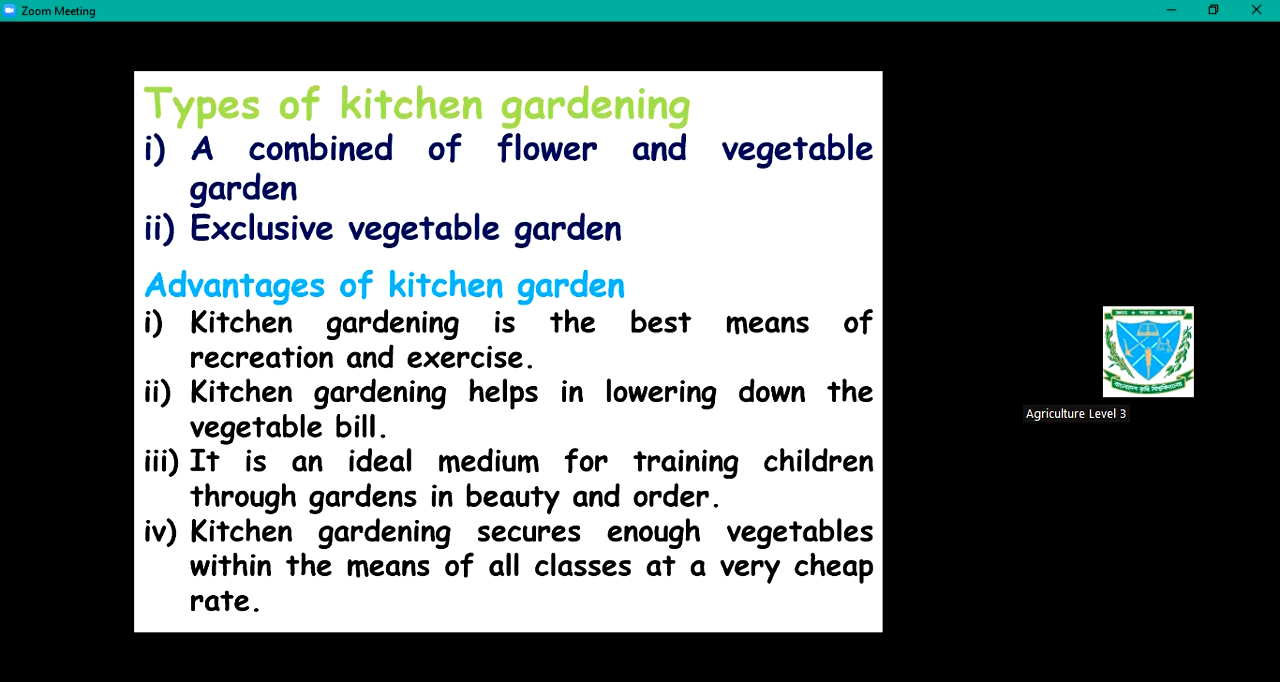 Zoom Meeting
Types of kitchen gardening
i) A combined of flower and vegetable
garden
ii) Exclusive vegetable garden
Advantages of kitchen garden
i) Kitchen gardening is the best means of
recreation and exercise.
ii) Kitchen gardening helps in lowering down the
vegetable bill.
iii) It is an ideal medium for training children
through gardens in beauty and order.
iv) Kitchen gardening secures enough vegetables
within the means of all classes at a very cheap
rate.
বাংলাদেশ কৃষি বিশ্ববিদ্যালয়
Agriculture Level 3